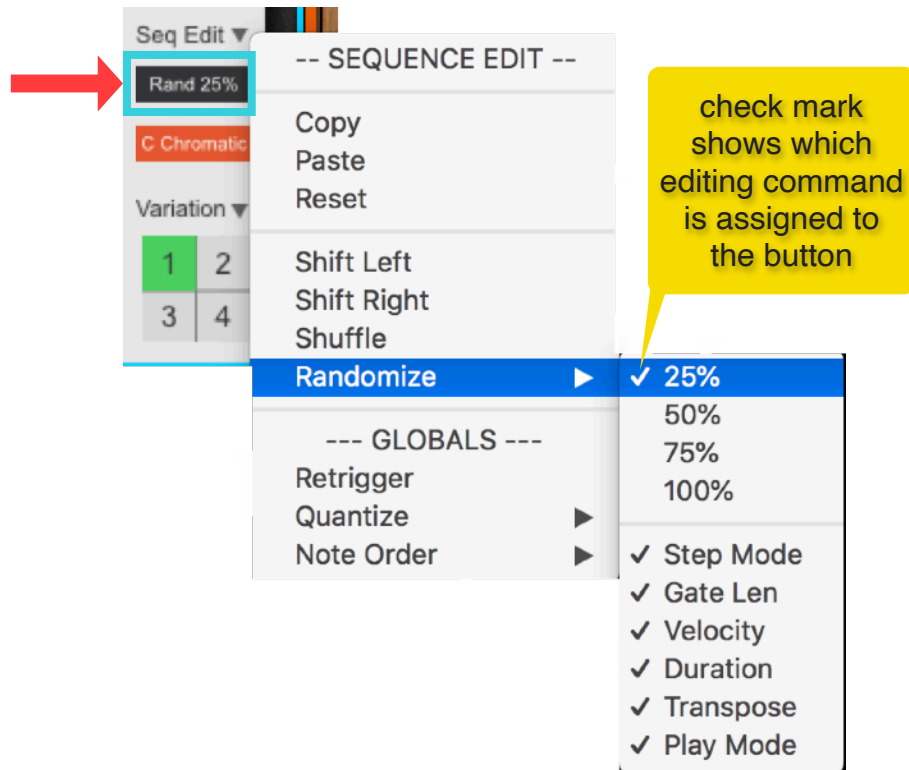 Seq Edit ▼
Rand 25%
C Chromatic
Variation ▼
1 2
3 4
-- SEQUENCE EDIT --
Copy
Paste
Reset
Shift Left
Shift Right
Shuffle
Randomize ▶
--- GLOBALS ---
Retrigger
Quantize ▶
Note Order ▶
check mark
shows which
editing command
is assigned to
the button
✓ 25%
50%
75%
100%
✓ Step Mode
✓ Gate Len
✓ Velocity
✓ Duration
✓ Transpose
✓ Play Mode